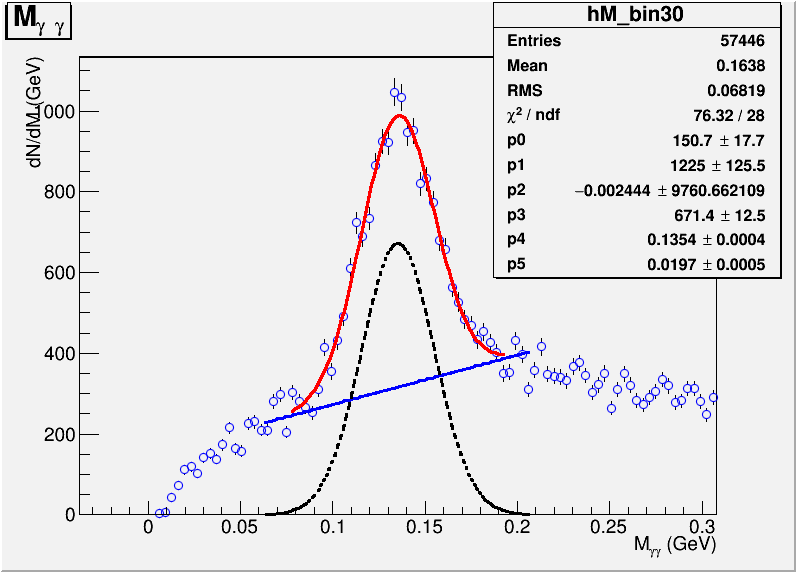 M γ γ
hM_bin30
Entries 57446
Mean 0.1638
RMS 0.06819
χ² / ndf 76.32 / 28
p0 150.7 ± 17.7
p1 1225 ± 125.5
p2 −0.002444 ± 9760.662109
p3 671.4 ± 12.5
p4 0.1354 ± 0.0004
p5 0.0197 ± 0.0005
dN/dM (GeV)
1000
800
600
400
200
0
0 0.05 0.1 0.15 0.2 0.25 0.3
Mγγ (GeV)